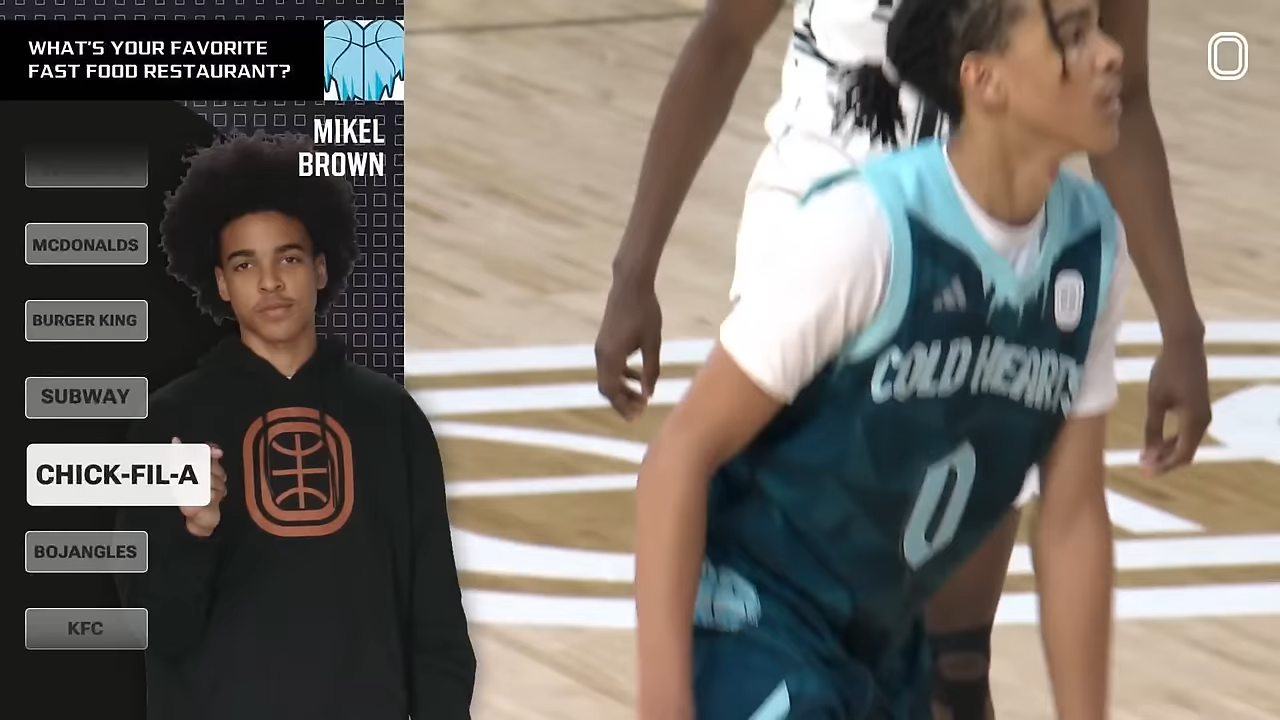 WHAT'S YOUR FAVORITE
FAST FOOD RESTAURANT?
MIKEL
BROWN
MCDONALDS
BURGER KING
SUBWAY
CHICK-FIL-A
BOJANGLES
KFC
COLD HEARTS
0